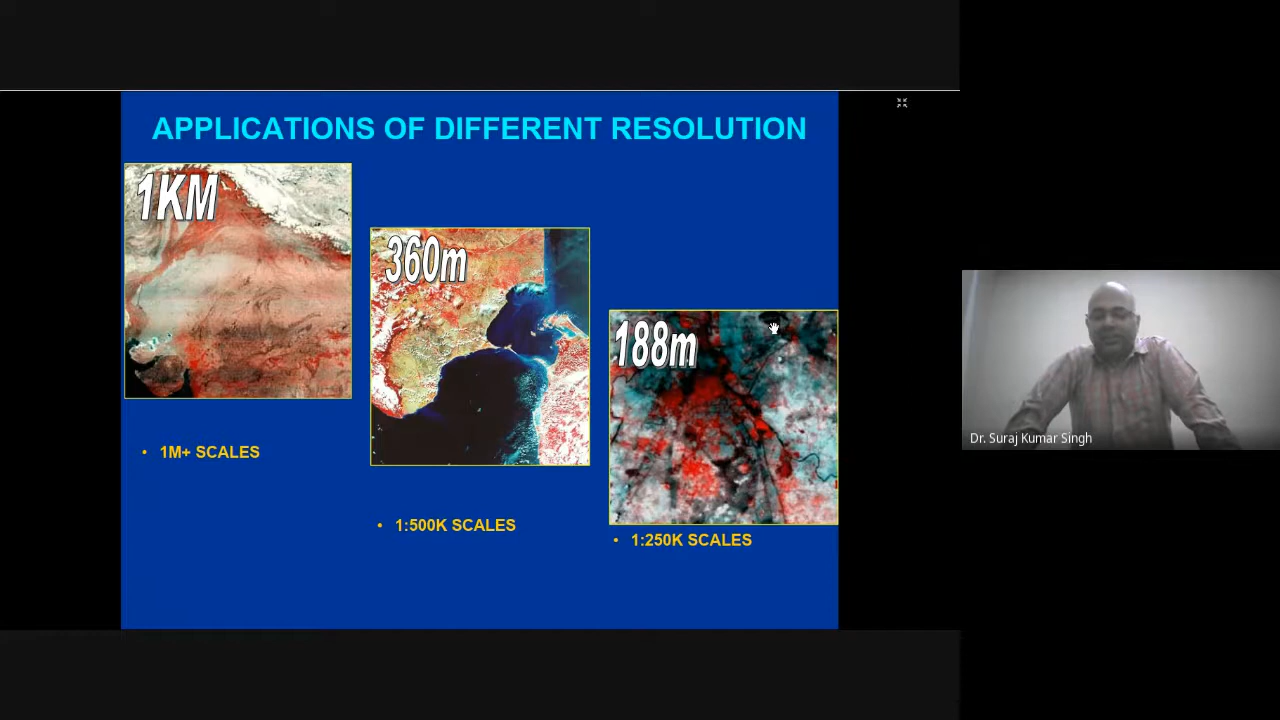 APPLICATIONS OF DIFFERENT RESOLUTION
1KM
360m
188m
• 1M+ SCALES
• 1:500K SCALES
• 1:250K SCALES
Dr. Suraj Kumar Singh